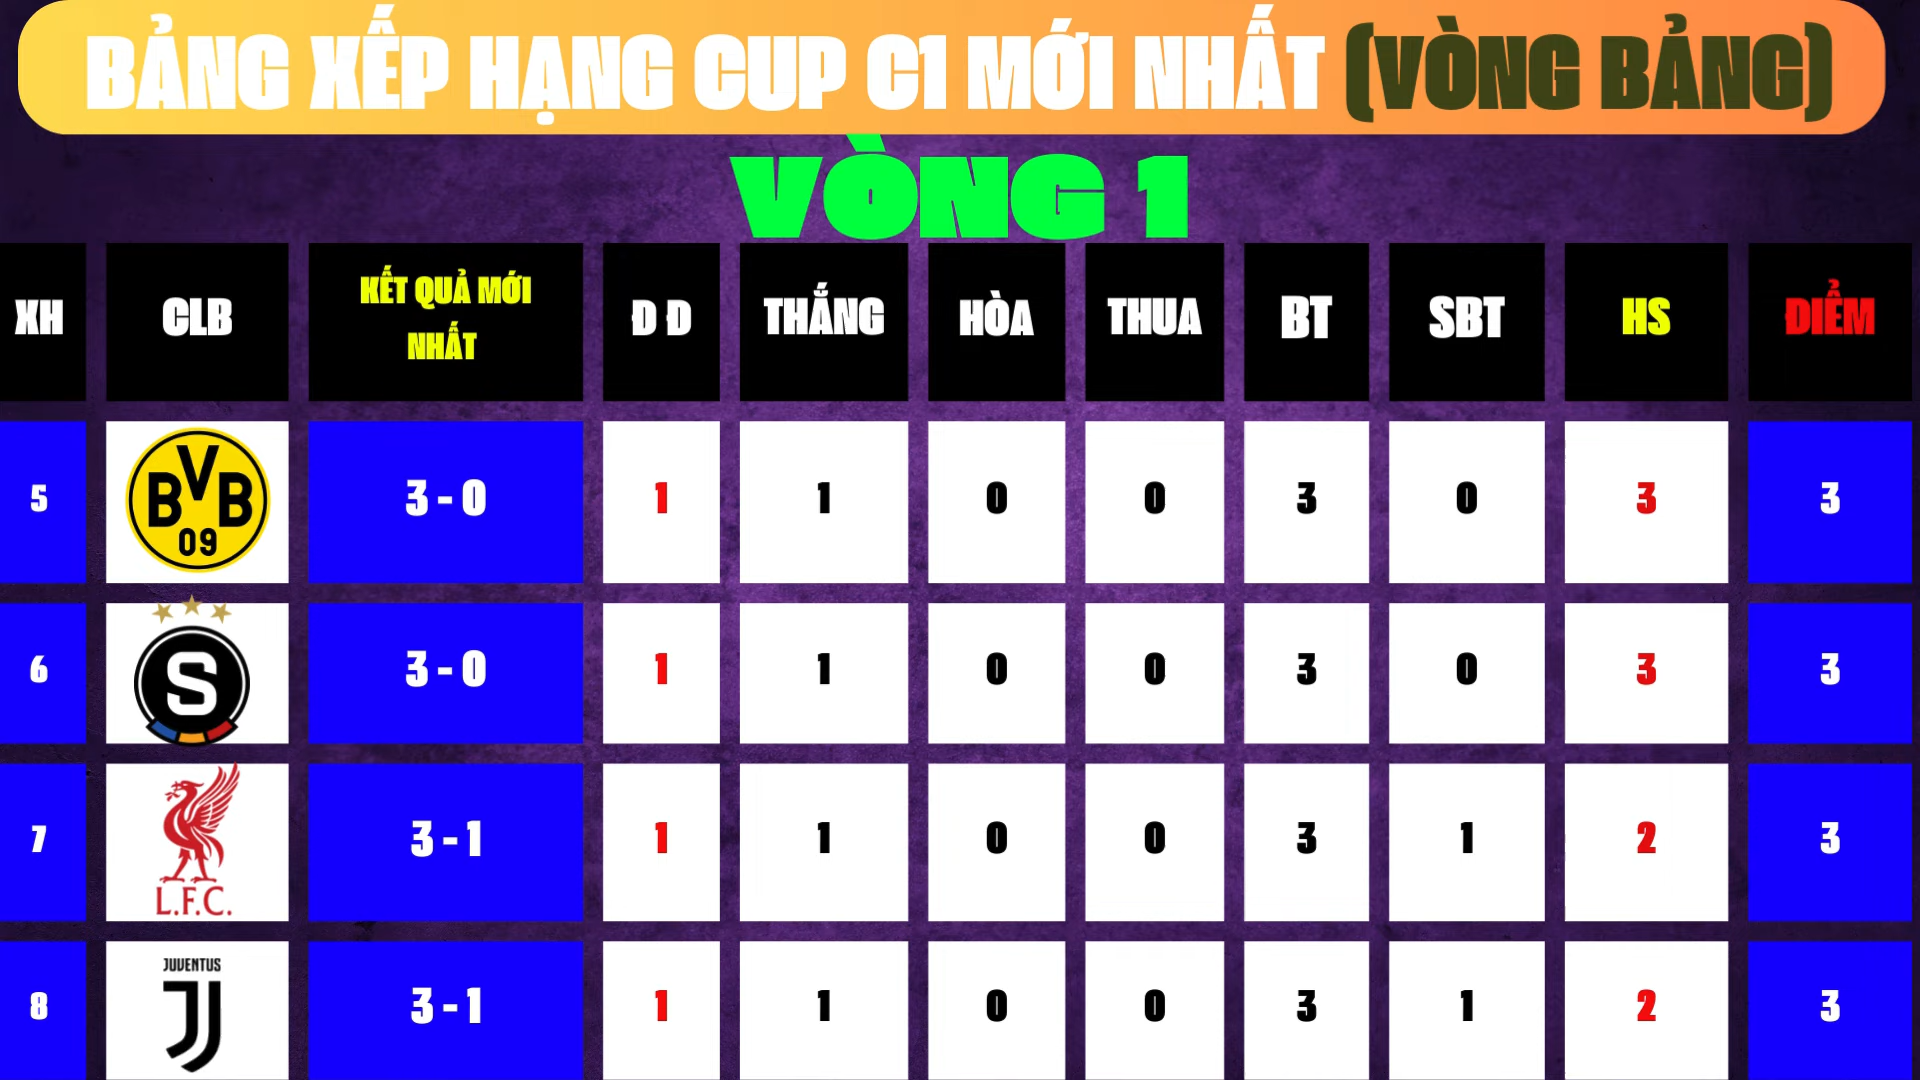 BẢNG XẾP HẠNG CUP C1 MỚI NHẤT (VÒNG BẢNG)
VÒNG 1
XH CLB KẾT QUẢ MỚI NHẤT Đ Đ THẮNG HÒA THUA BT SBT HS ĐIỂM
5 BVB 09 3 - 0 1 1 0 0 3 0 3 3
6 S 3 - 0 1 1 0 0 3 0 3 3
7 L.F.C. 3 - 1 1 1 0 0 3 1 2 3
8 JUVENTUS 3 - 1 1 1 0 0 3 1 2 3